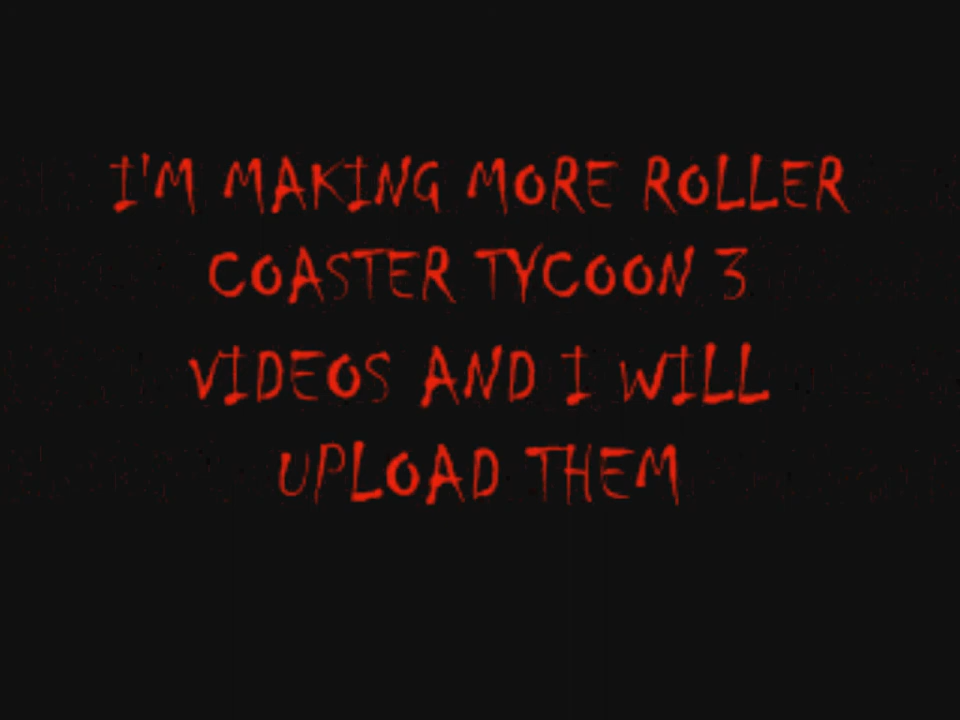 I'M MAKING MORE ROLLER
COASTER TYCOON 3
VIDEOS AND I WILL
UPLOAD THEM